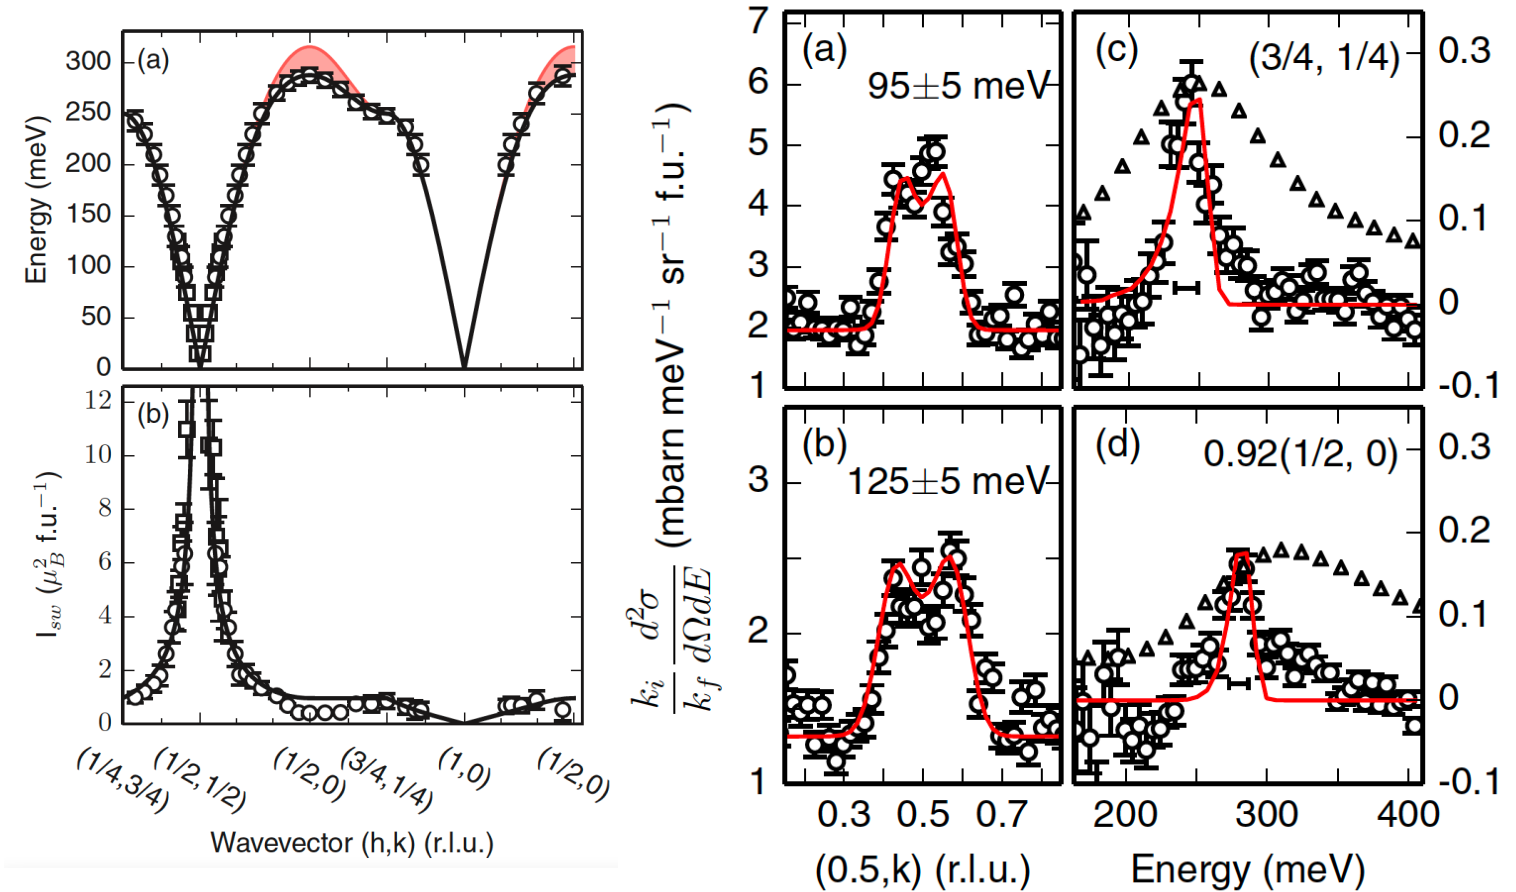 (a)
300
250
200
150
100
50
0
Energy (meV)
(b)
12
10
8
6
4
2
0
I_{sw} (μ_B^2 f.u.^{-1})
(1/4,3/4)
(1/2,1/2)
(1/2,0)
(3/4,1/4)
(1,0)
(1/2,0)
Wavevector (h,k) (r.l.u.)
k_i/k_f d^2σ/dΩdE (mbarn meV^{-1} sr^{-1} f.u.^{-1})
(a)
95±5 meV
7
6
5
4
3
2
1
(b)
125±5 meV
3
2
1
0.3 0.5 0.7
(0.5,k) (r.l.u.)
(c)
(3/4, 1/4)
0.3
0.2
0.1
0
-0.1
(d)
0.92(1/2, 0)
0.3
0.2
0.1
0
-0.1
200 300 400
Energy (meV)